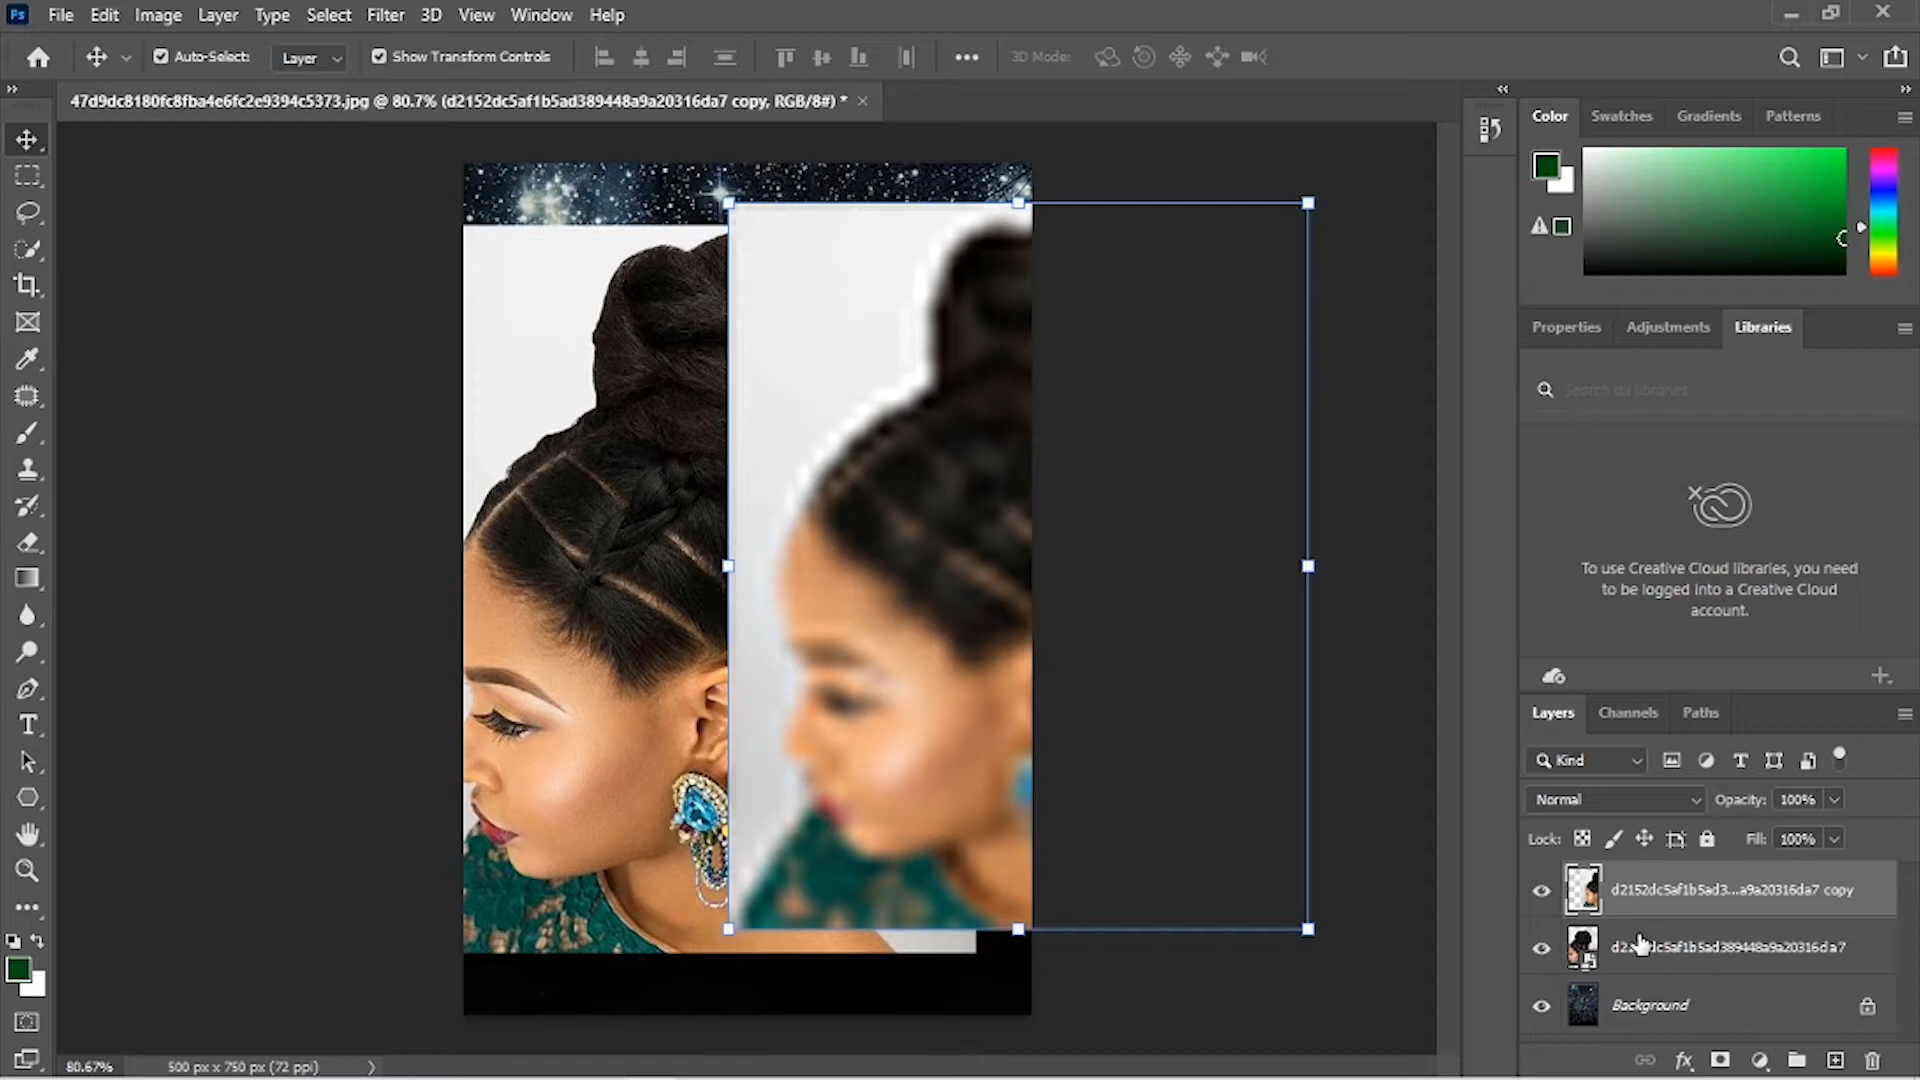 Ps File Edit Image Layer Type Select Filter 3D View Window Help
Auto-Select: Layer Show Transform Controls 3D Mode:
47d9dc8180fc8fba4e6fc2e9394c5373.jpg @ 80.7% (d2152dc5af1b5ad389448a9a20316da7 copy, RGB/8#) *
Color Swatches Gradients Patterns
Properties Adjustments Libraries
Search all libraries
To use Creative Cloud libraries, you need
to be logged into a Creative Cloud
account.
Layers Channels Paths
Kind
Normal Opacity: 100%
Lock: Fill: 100%
d2152dc5af1b5ad3...a9a20316da7 copy
Background
80.67% 500 px x 750 px (72 ppi)